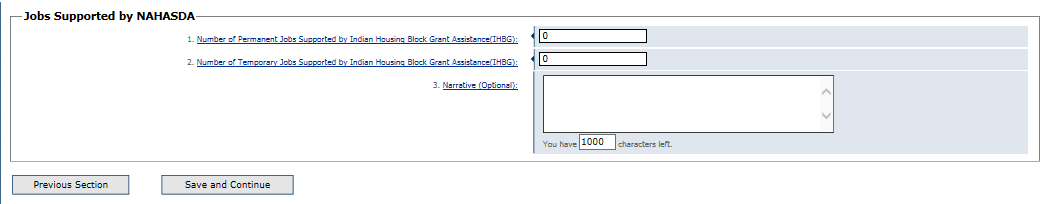 Jobs Supported by NAHASDA
1. Number of Permanent Jobs Supported by Indian Housing Block Grant Assistance(IHBG): 0
2. Number of Temporary Jobs Supported by Indian Housing Block Grant Assistance(IHBG): 0
3. Narrative (Optional):
You have 1000 characters left.
Previous Section Save and Continue